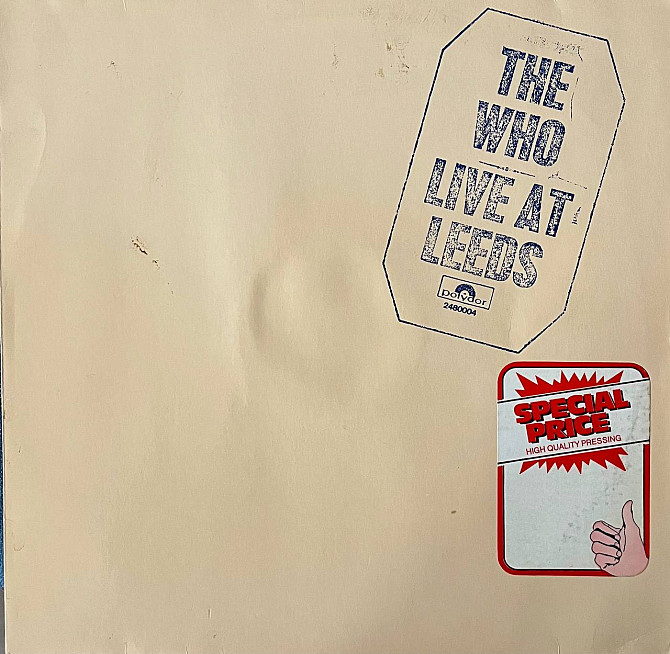 THE
WHO
LIVE AT
LEEDS
polydor
2480004
SPECIAL
PRICE
HIGH QUALITY PRESSING